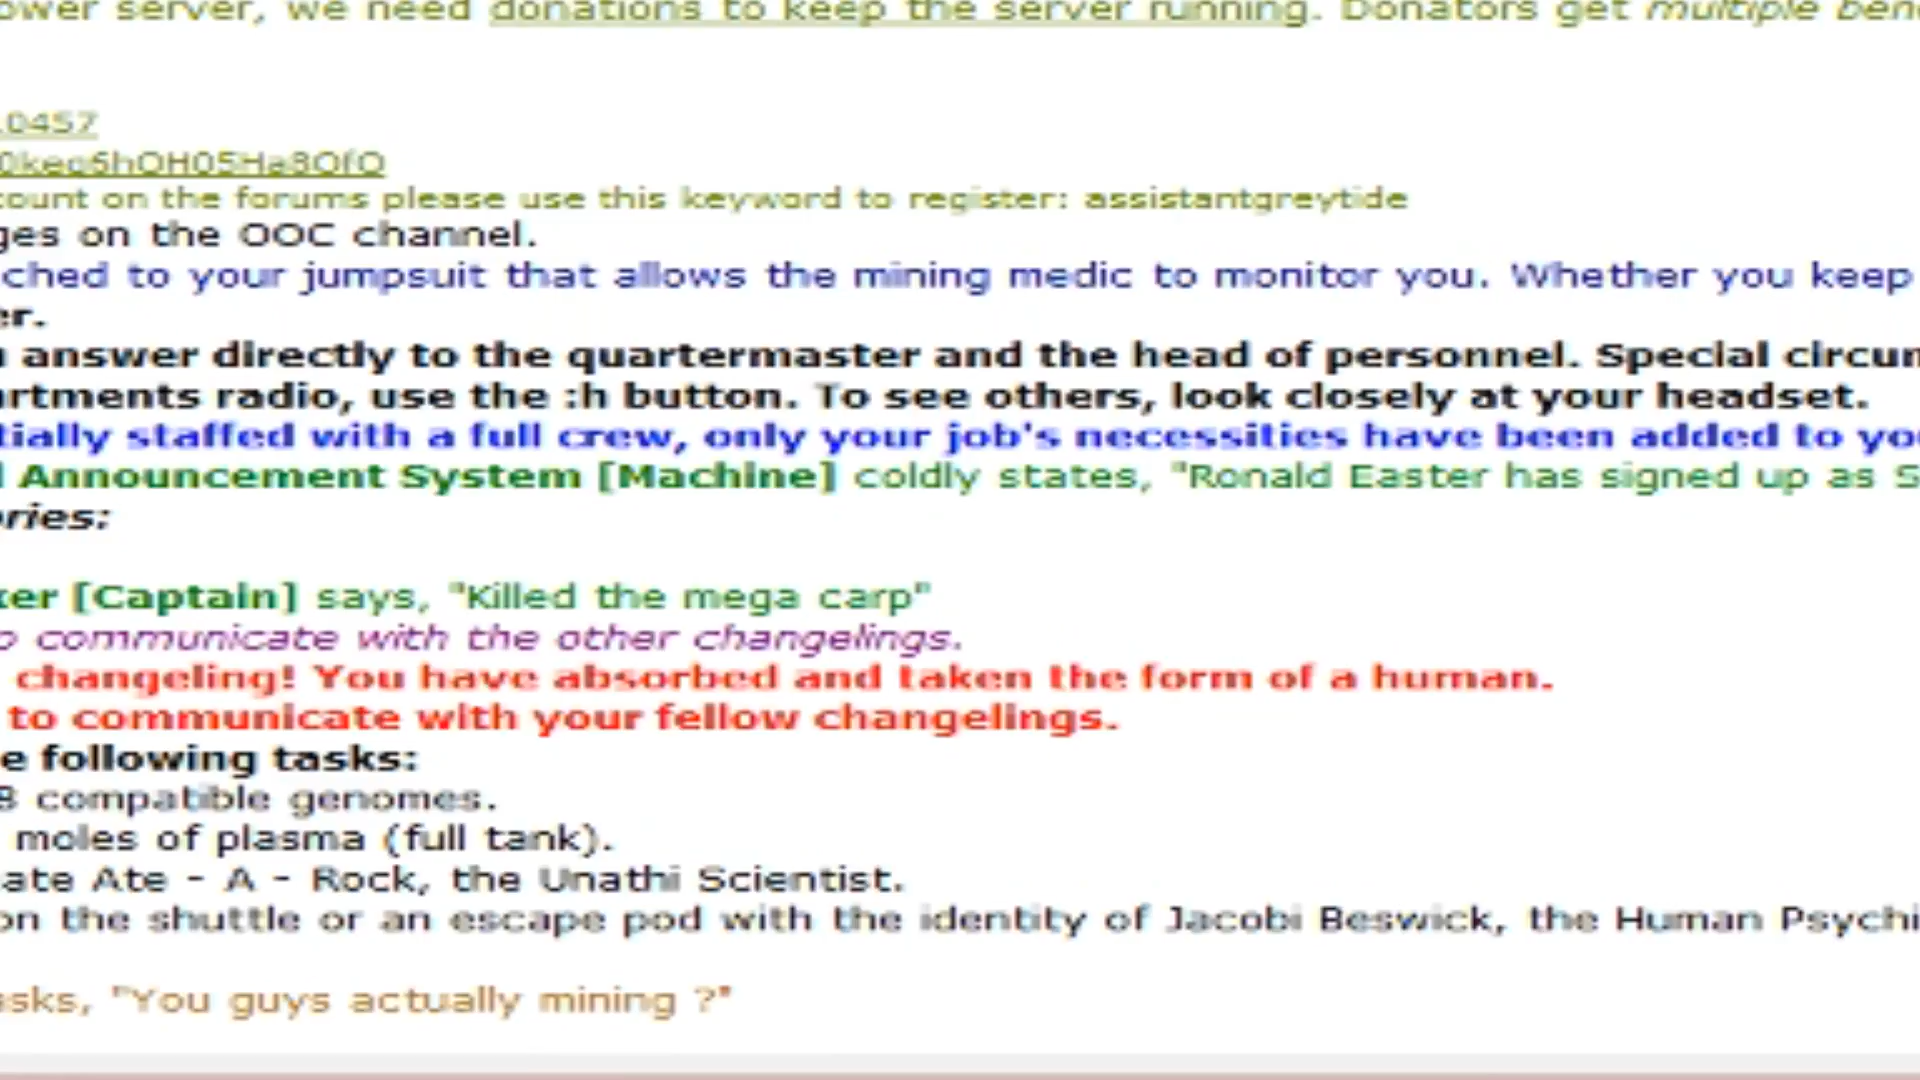 ower server, we need donations to keep the server running. Donators get multiple
.0457
0keq6hOH05Ha8OfO
count on the forums please use this keyword to register: assistantgreytide
ges on the OOC channel.
ched to your jumpsuit that allows the mining medic to monitor you. Whether you keep
er.
answer directly to the quartermaster and the head of personnel. Special circum
artments radio, use the :h button. To see others, look closely at your headset.
tially staffed with a full crew, only your job's necessities have been added to you
Announcement System [Machine] coldly states, "Ronald Easter has signed up as S
ories:
ker [Captain] says, "Killed the mega carp"
o communicate with the other changelings.
changeling! You have absorbed and taken the form of a human.
to communicate with your fellow changelings.
e following tasks:
8 compatible genomes.
moles of plasma (full tank).
ate Ate - A - Rock, the Unathi Scientist.
on the shuttle or an escape pod with the identity of Jacobi Beswick, the Human Psychi
asks, "You guys actually mining ?"